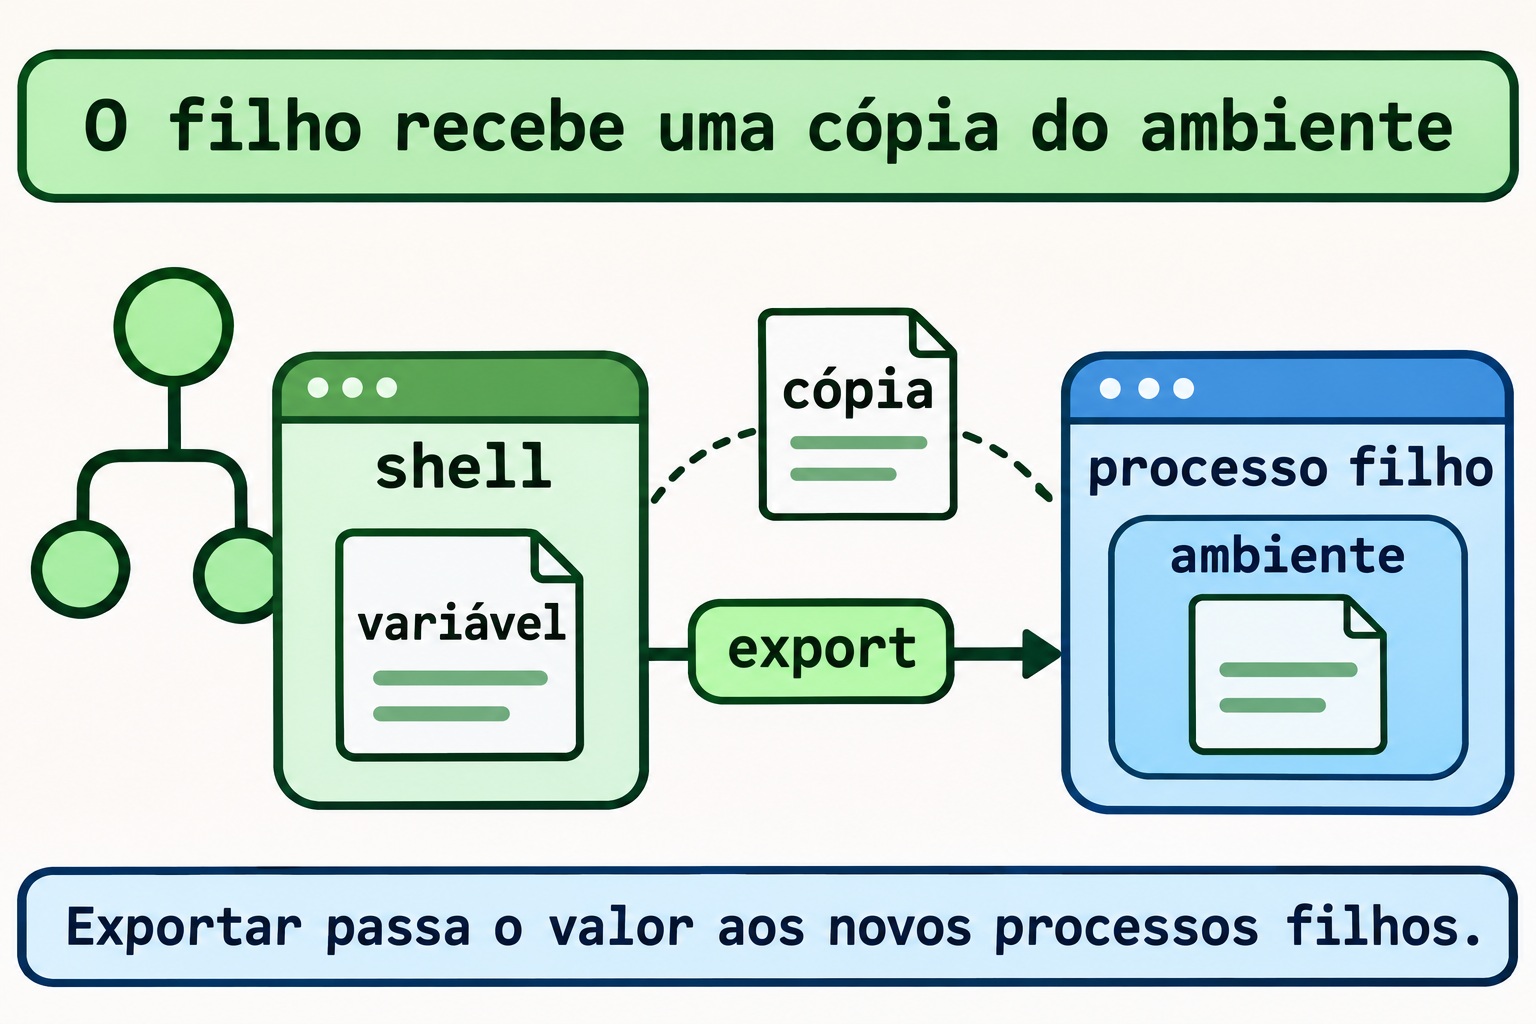 O filho recebe uma cópia do ambiente
cópia
shell
processo filho
ambiente
variável
export
Exportar passa o valor aos novos processos filhos.